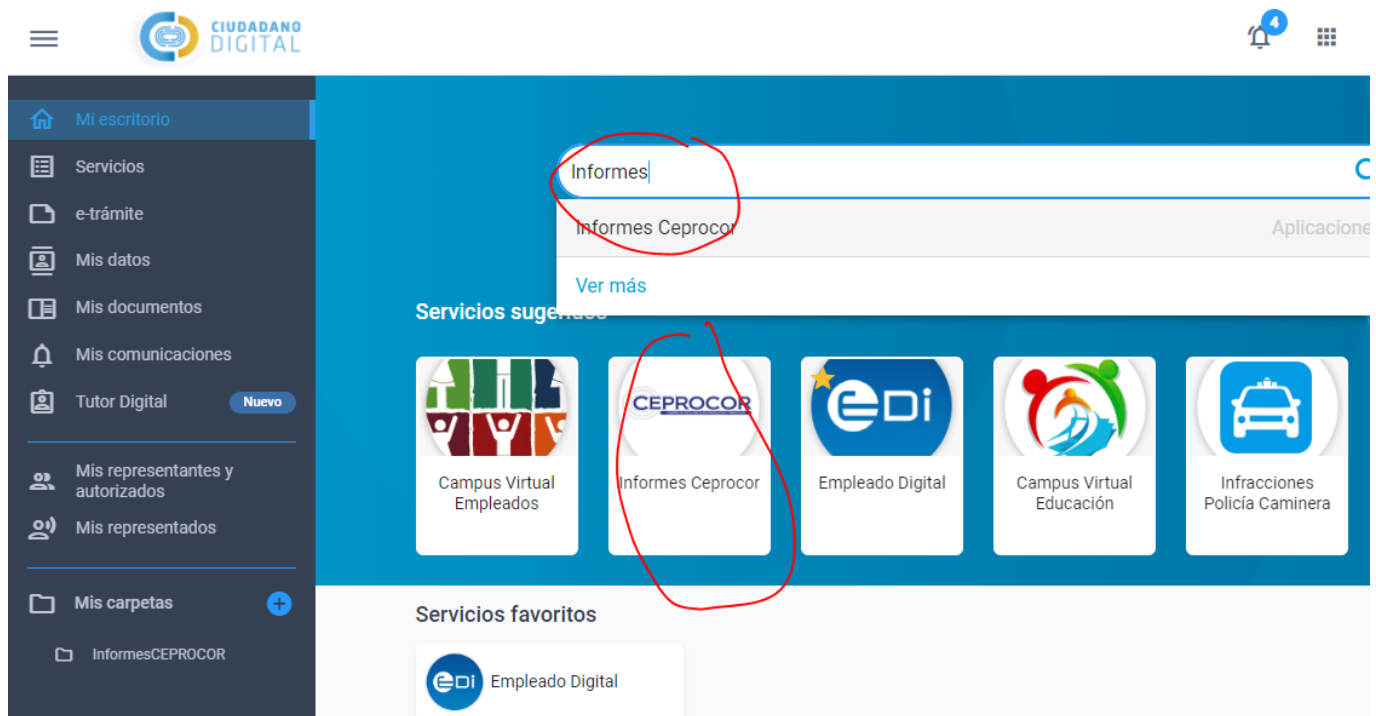 CIUDADANO
DIGITAL
4
Mi escritorio
Servicios
e-trámite
Mis datos
Mis documentos
Mis comunicaciones
Tutor Digital Nuevo
Mis representantes y
autorizados
Mis representados
Mis carpetas
InformesCEPROCOR
Informes
Informes Ceprocor Aplicacione
Ver más
Servicios sugeridos
CEPROCOR
eDi
Campus Virtual
Empleados
Informes Ceprocor
Empleado Digital
Campus Virtual
Educación
Infracciones
Policía Caminera
Servicios favoritos
eDi
Empleado Digital